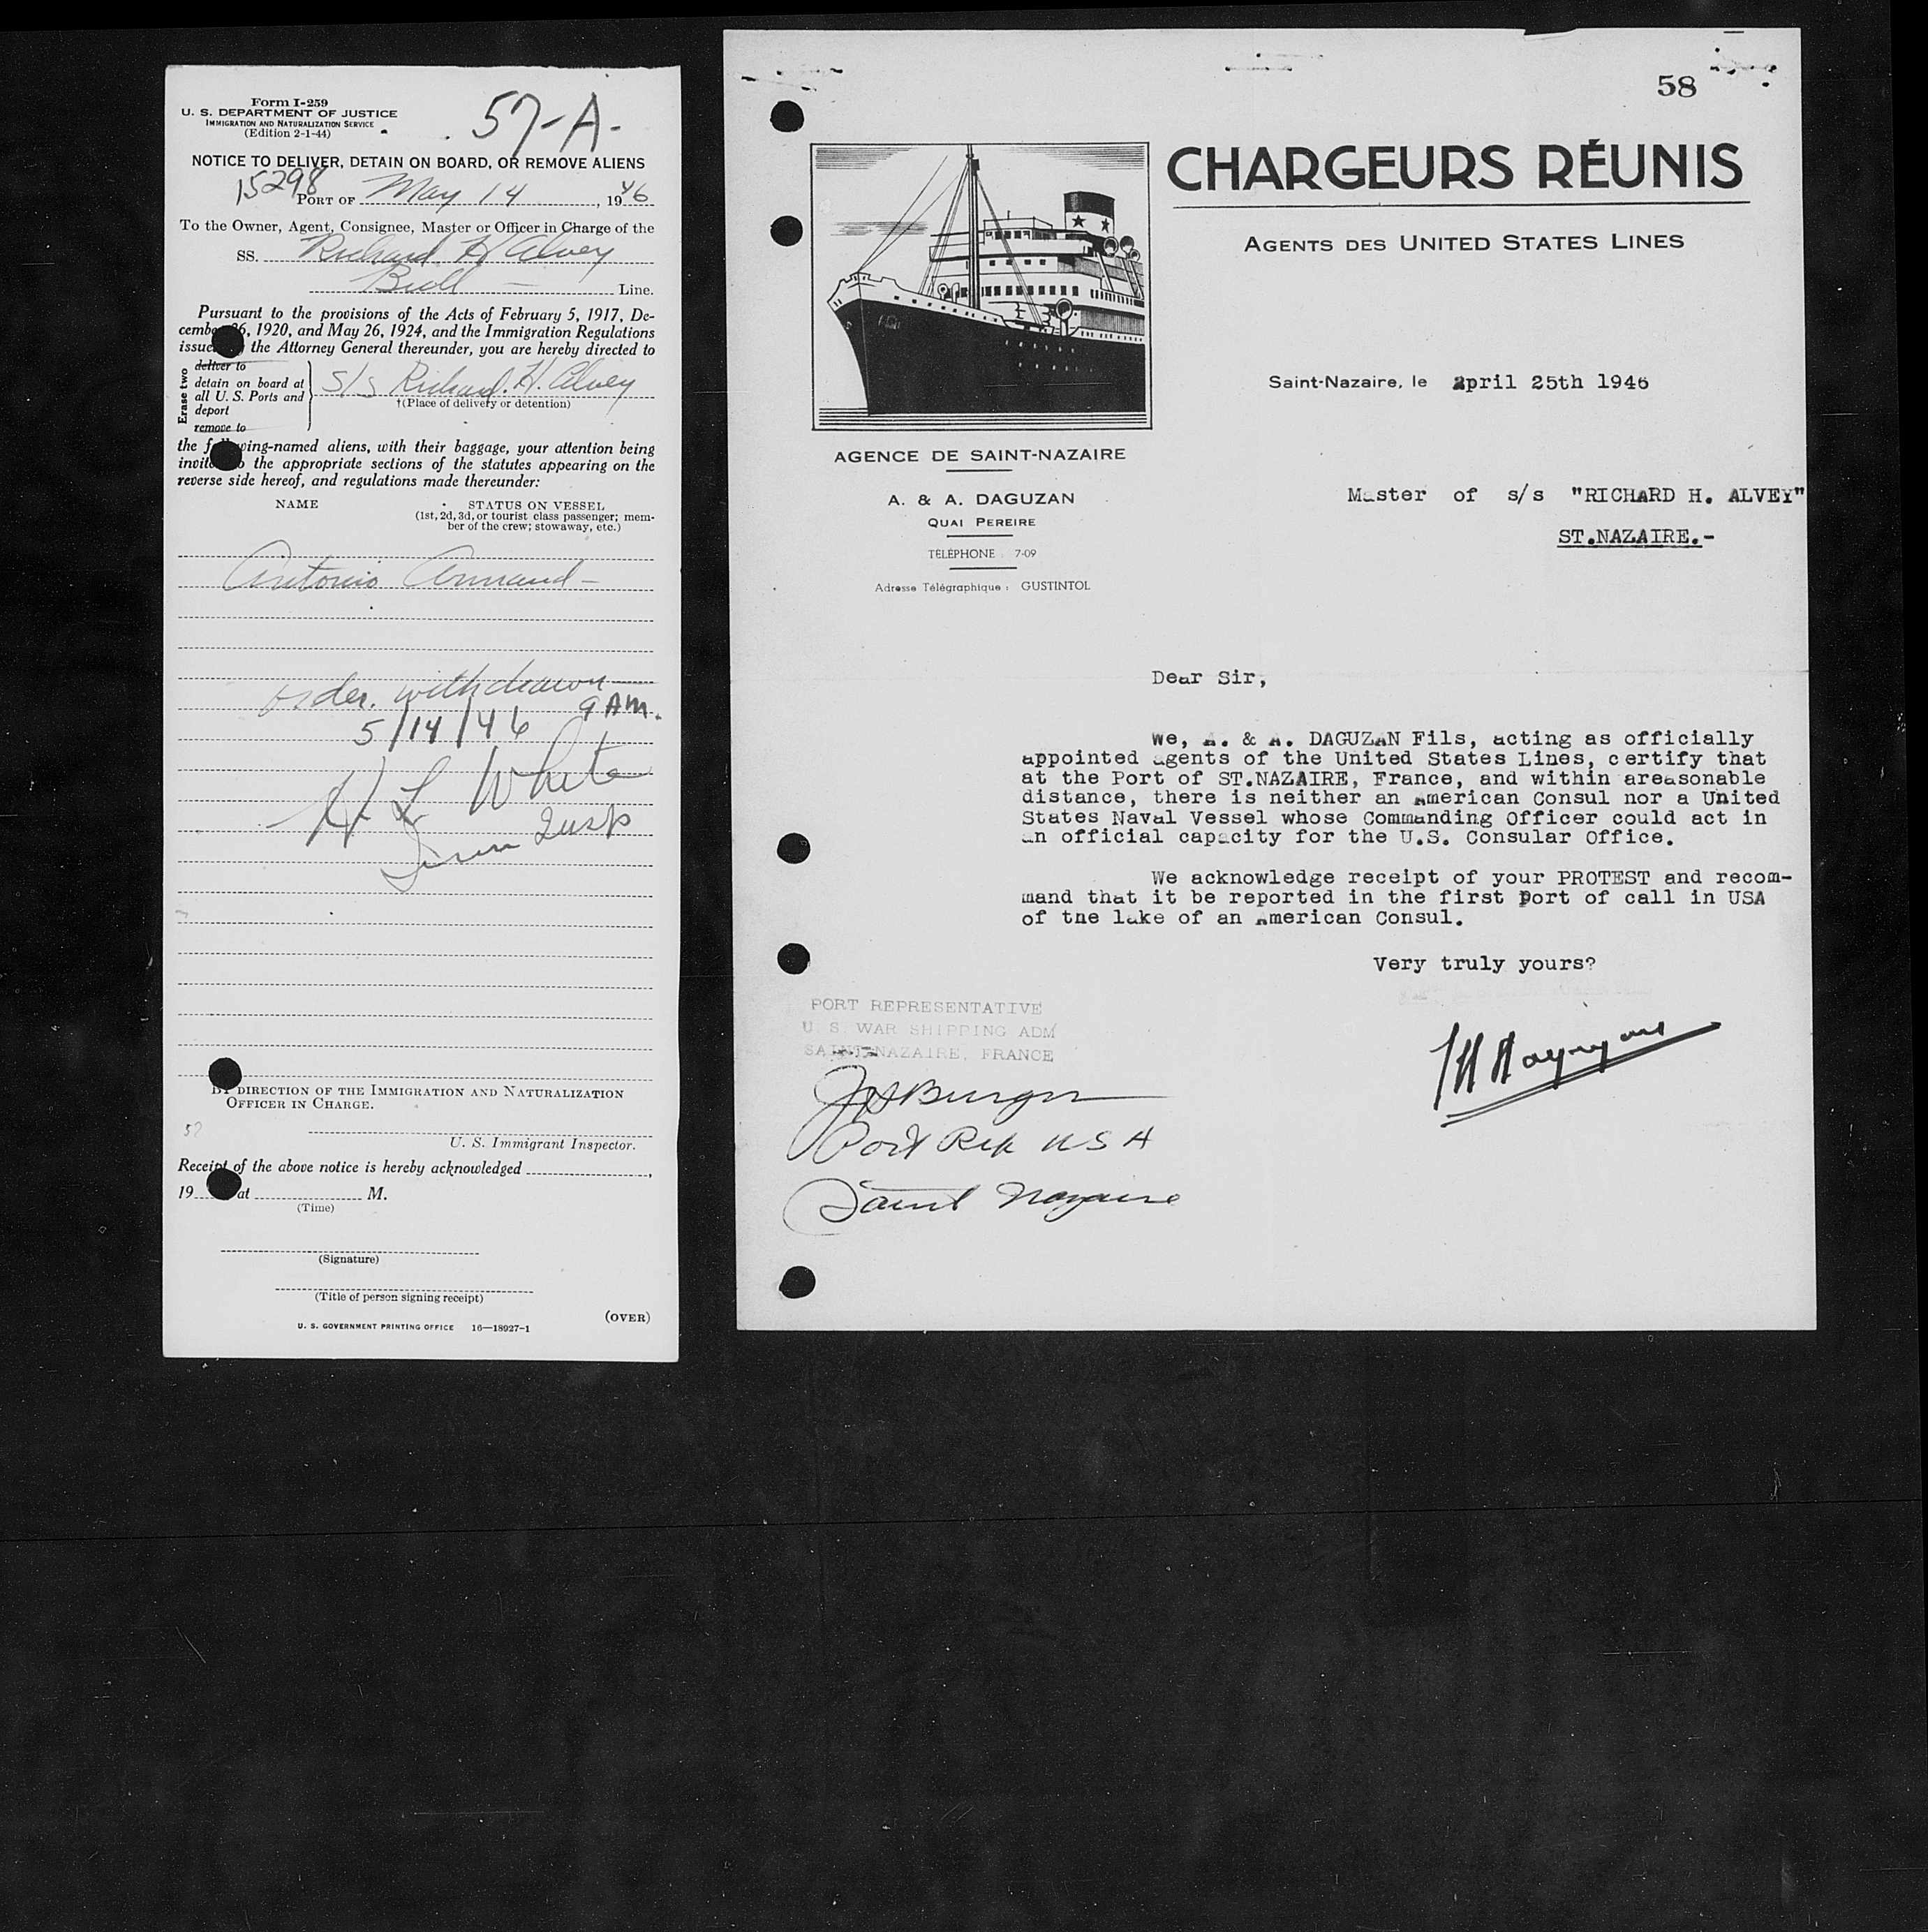 Form I-259
U. S. DEPARTMENT OF JUSTICE
IMMIGRATION AND NATURALIZATION SERVICE
(Edition 2-1-44)
57-A-
NOTICE TO DELIVER, DETAIN ON BOARD, OR REMOVE ALIENS
15298
PORT OF May 14, 1946
To the Owner, Agent, Consignee, Master or Officer in Charge of the
SS. Richard H Alvey
Line.
Pursuant to the provisions of the Acts of February 5, 1917, De-
cember 26, 1920, and May 26, 1924, and the Immigration Regulations
issued by the Attorney General thereunder, you are hereby directed to
Erase two
deliver to
detain on board at
all U. S. Ports and
deport
remove to
S/S Richard. H. Alvey
†(Place of delivery or detention)
the following-named aliens, with their baggage, your attention being
invited to the appropriate sections of the statutes appearing on the
reverse side hereof, and regulations made thereunder:
NAME
STATUS ON VESSEL
(1st, 2d, 3d, or tourist class passenger; mem-
ber of the crew; stowaway, etc.)
Antonio Armand -
order. withdrawn
9 AM.
5/14/46
H L White
Imm Insp
BY DIRECTION OF THE IMMIGRATION AND NATURALIZATION
OFFICER IN CHARGE.
U. S. Immigrant Inspector.
Receipt of the above notice is hereby acknowledged ,
19 at M.
(Time)
(Signature)
(Title of person signing receipt)
(OVER)
U. S. GOVERNMENT PRINTING OFFICE 16—18927-1
58
CHARGEURS RÉUNIS
AGENTS DES UNITED STATES LINES
Saint-Nazaire, le april 25th 1946
AGENCE DE SAINT-NAZAIRE
A. & A. DAGUZAN
QUAI PEREIRE
TÉLÉPHONE : 7-09
Adresse Télégraphique : GUSTINTOL
Master of s/s "RICHARD H. ALVEY"
ST.NAZAIRE.-
Dear Sir,
We, A. & A. DAGUZAN Fils, acting as officially
appointed agents of the United States Lines, certify that
at the Port of ST.NAZAIRE, France, and within areasonable
distance, there is neither an American Consul nor a United
States Naval Vessel whose Commanding Officer could act in
an official capacity for the U.S. Consular Office.
We acknowledge receipt of your PROTEST and recom-
mand that it be reported in the first Port of call in USA
of the lake of an American Consul.
Very truly yours?
PORT REPRESENTATIVE
U S WAR SHIPPING ADM
SAINT-NAZAIRE, FRANCE
Port Rep USA
Saint Nazaire